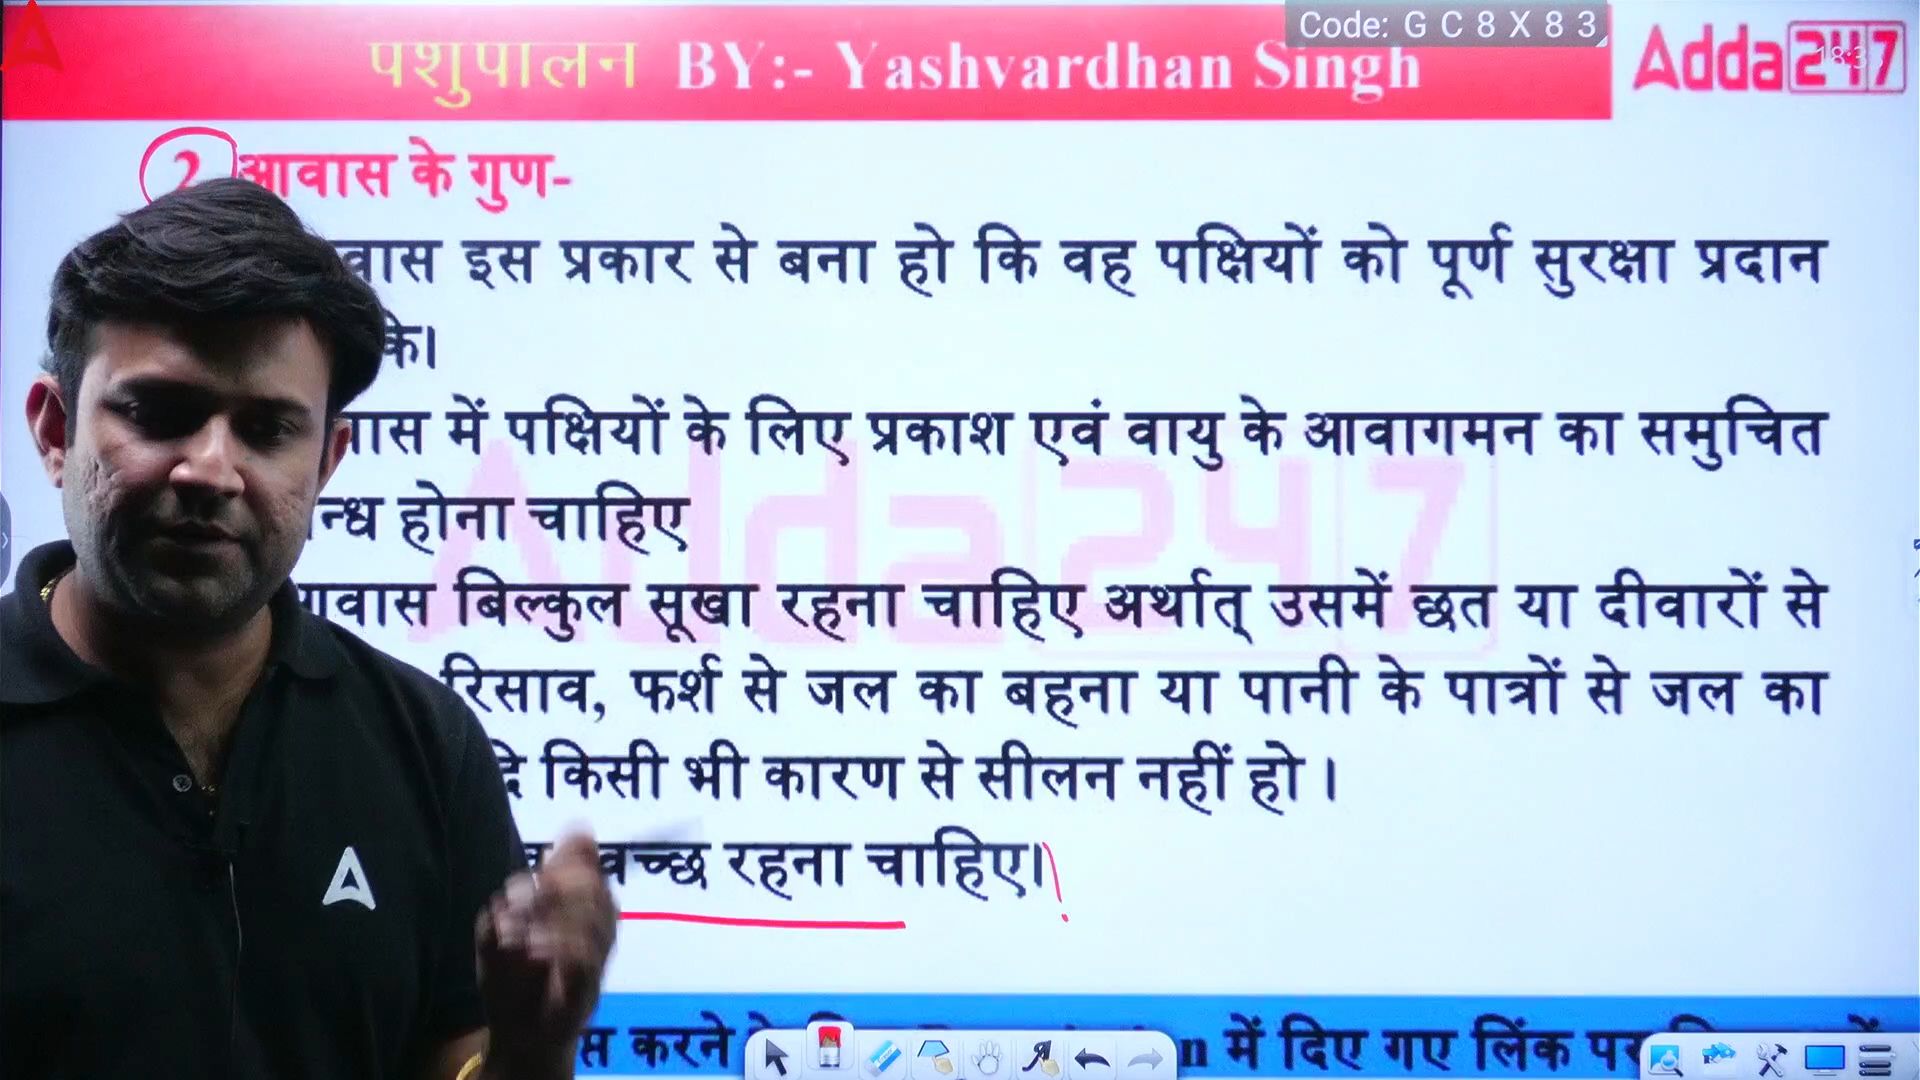 Code: G C 8 X 8 3
पशुपालन BY:- Yashvardhan Singh
Adda247
2 आवास के गुण-
इस प्रकार से बना हो कि वह पक्षियों को पूर्ण सुरक्षा प्रदान
में पक्षियों के लिए प्रकाश एवं वायु के आवागमन का समुचित
होना चाहिए
बिल्कुल सूखा रहना चाहिए अर्थात् उसमें छत या दीवारों से
रिसाव, फर्श से जल का बहना या पानी के पात्रों से जल का
किसी भी कारण से सीलन नहीं हो ।
रहना चाहिए।
करने में दिए गए लिंक पर